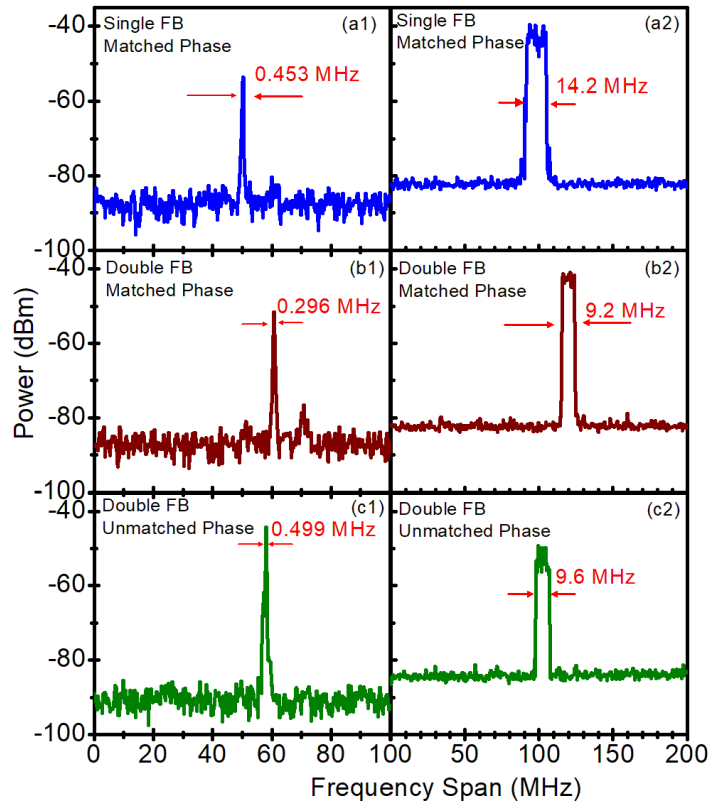 Single FB
Matched Phase
(a1)
0.453 MHz
Single FB
Matched Phase
(a2)
14.2 MHz
-40
-60
-80
-100
Double FB
Matched Phase
(b1)
0.296 MHz
Double FB
Matched Phase
(b2)
9.2 MHz
-40
-60
-80
-100
Double FB
Unmatched Phase
(c1)
0.499 MHz
Double FB
Unmatched Phase
(c2)
9.6 MHz
-40
-60
-80
-100
Power (dBm)
0 20 40 60 80 100 50 100 150 200
Frequency Span (MHz)